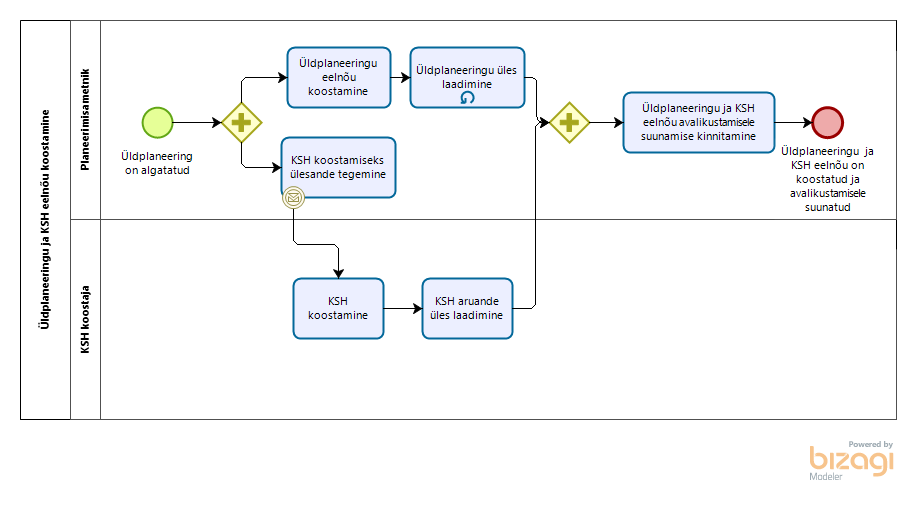 Üldplaneeringu ja KSH eelnõu koostamine
Planeerimisametnik
Üldplaneering
on algatatud
Üldplaneeringu
eelnõu
koostamine
Üldplaneeringu üles
laadimine
KSH koostamiseks
ülesande tegemine
Üldplaneeringu ja KSH
eelnõu avalikustamisele
suunamise kinnitamine
Üldplaneeringu ja
KSH eelnõu on
koostatud ja
avalikustamisele
suunatud
KSH koostaja
KSH
koostamine
KSH aruande
üles laadimine
Powered by
bizagi
Modeler